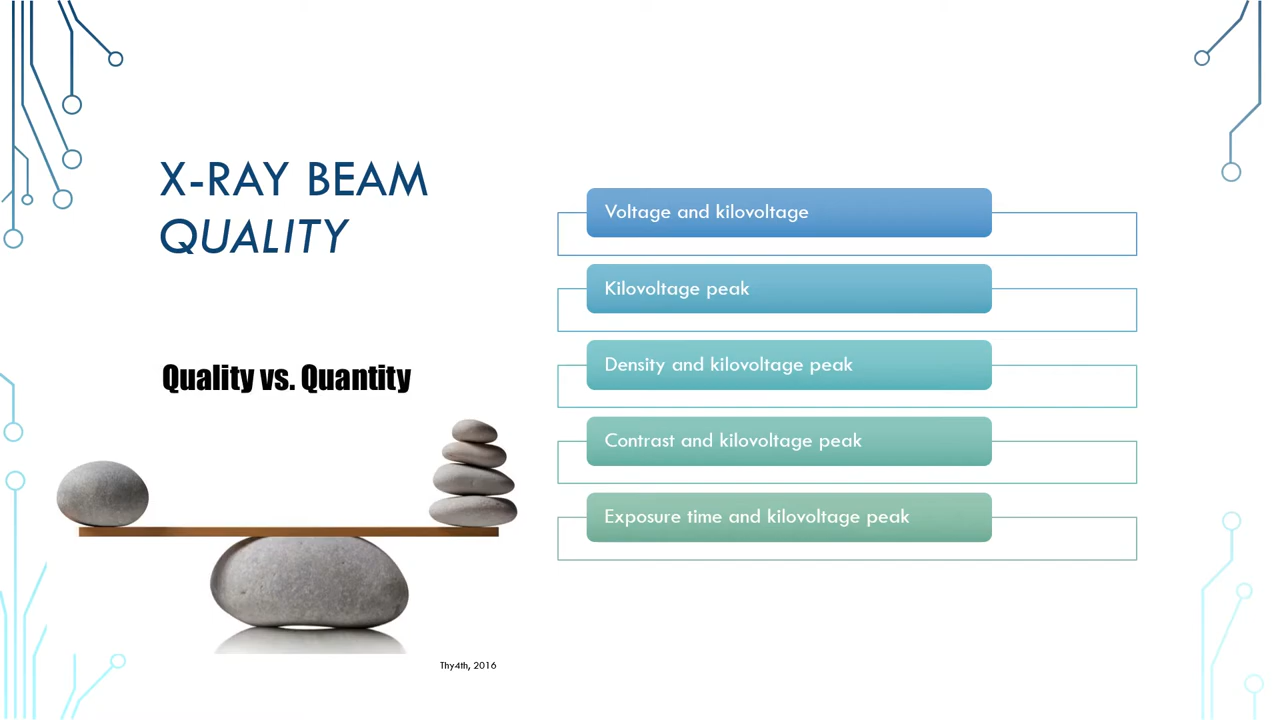 X-RAY BEAM
QUALITY
Quality vs. Quantity
Thy4th, 2016
Voltage and kilovoltage
Kilovoltage peak
Density and kilovoltage peak
Contrast and kilovoltage peak
Exposure time and kilovoltage peak